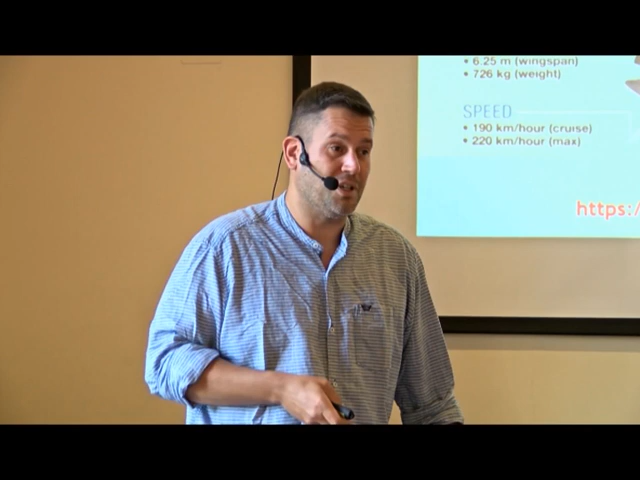 • 6.25 m (wingspan)
• 726 kg (weight)
SPEED
• 190 km/hour (cruise)
• 220 km/hour (max)
https:/